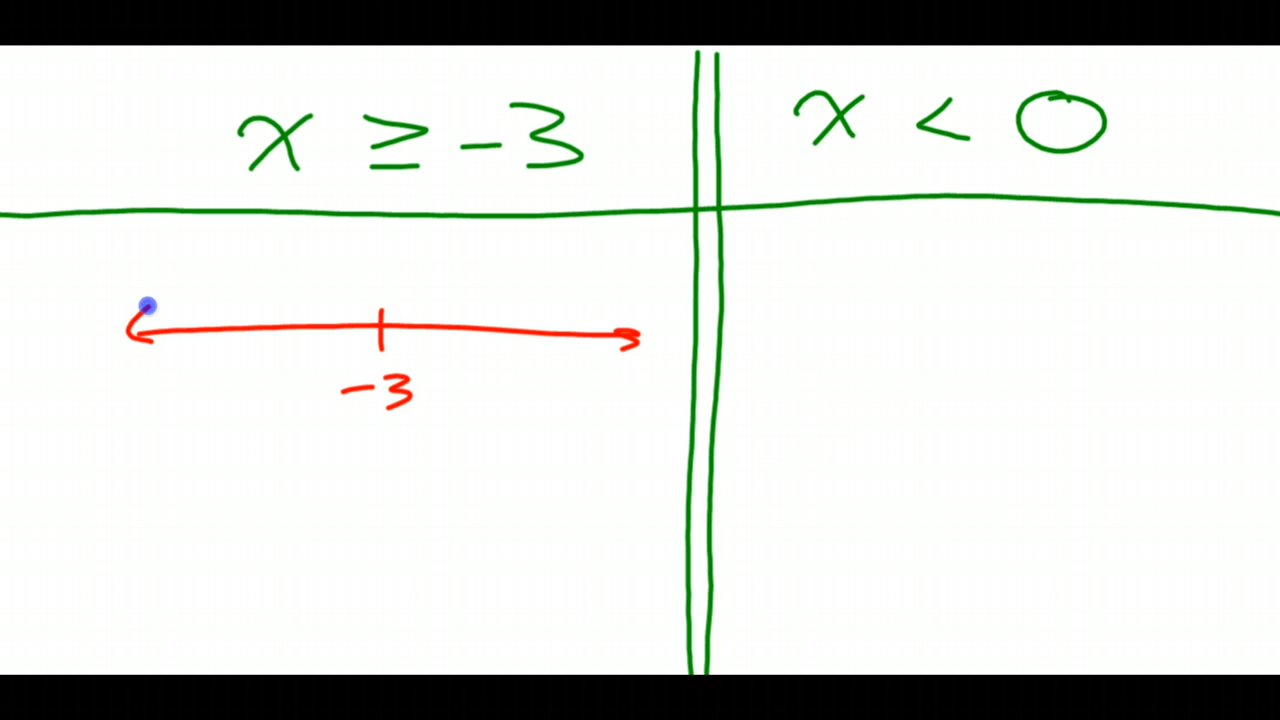 x ≥ -3
x < 0
-3